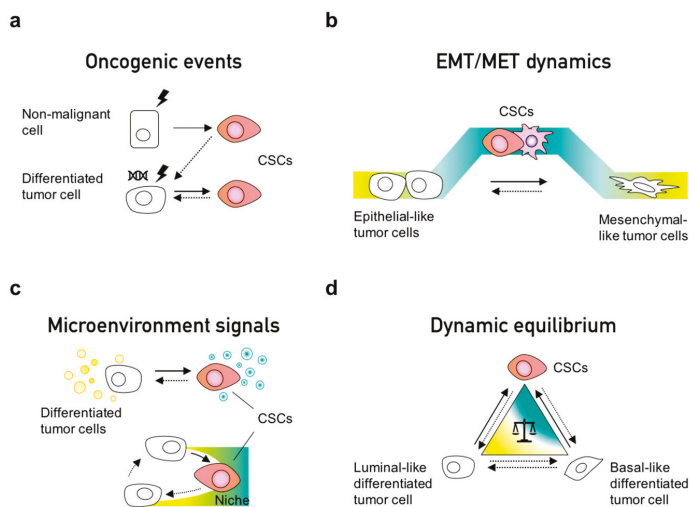 a
Oncogenic events
Non-malignant
cell
Differentiated
tumor cell
CSCs
b
EMT/MET dynamics
CSCs
Epithelial-like
tumor cells
Mesenchymal-
like tumor cells
c
Microenvironment signals
Differentiated
tumor cells
CSCs
Niche
d
Dynamic equilibrium
CSCs
Luminal-like
differentiated
tumor cell
Basal-like
differentiated
tumor cell